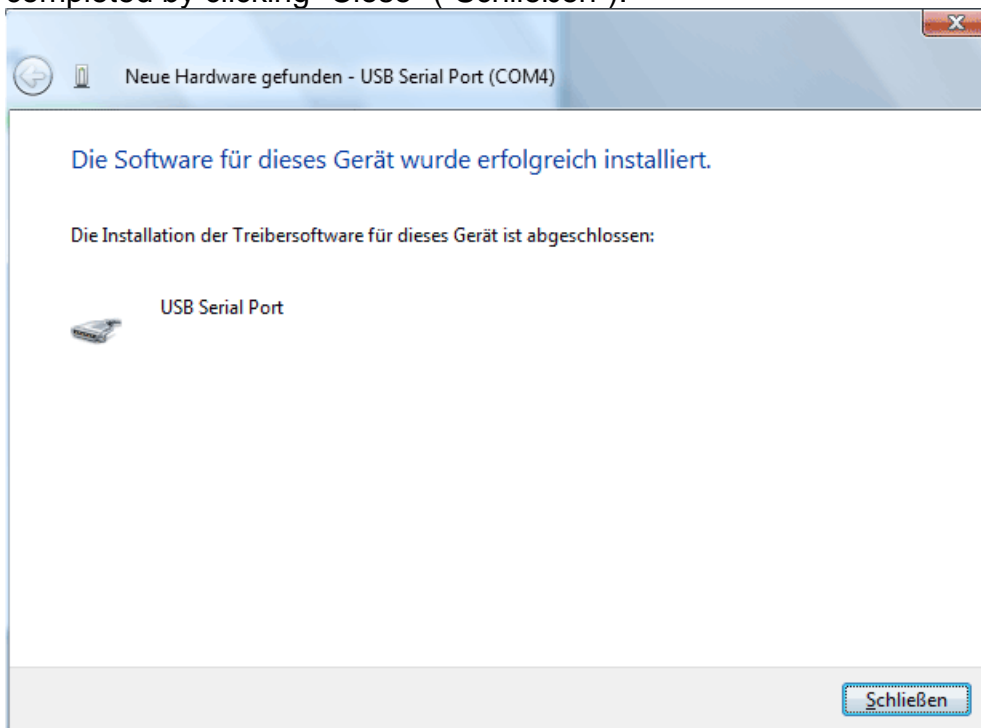 completed by clicking "Close" ("Schließen").
X
Neue Hardware gefunden - USB Serial Port (COM4)
Die Software für dieses Gerät wurde erfolgreich installiert.
Die Installation der Treibersoftware für dieses Gerät ist abgeschlossen:
USB Serial Port
Schließen